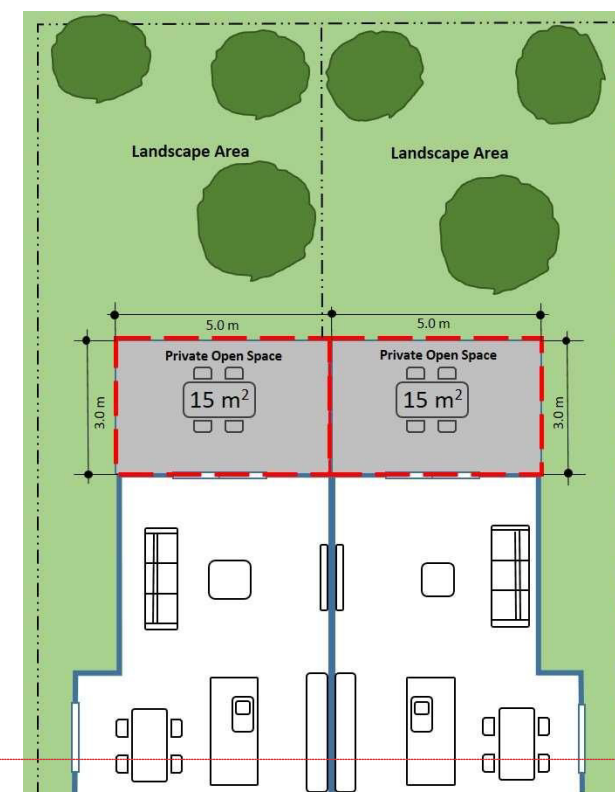 Landscape Area
Landscape Area
5.0 m
5.0 m
Private Open Space
Private Open Space
15 m²
15 m²
3.0 m
3.0 m